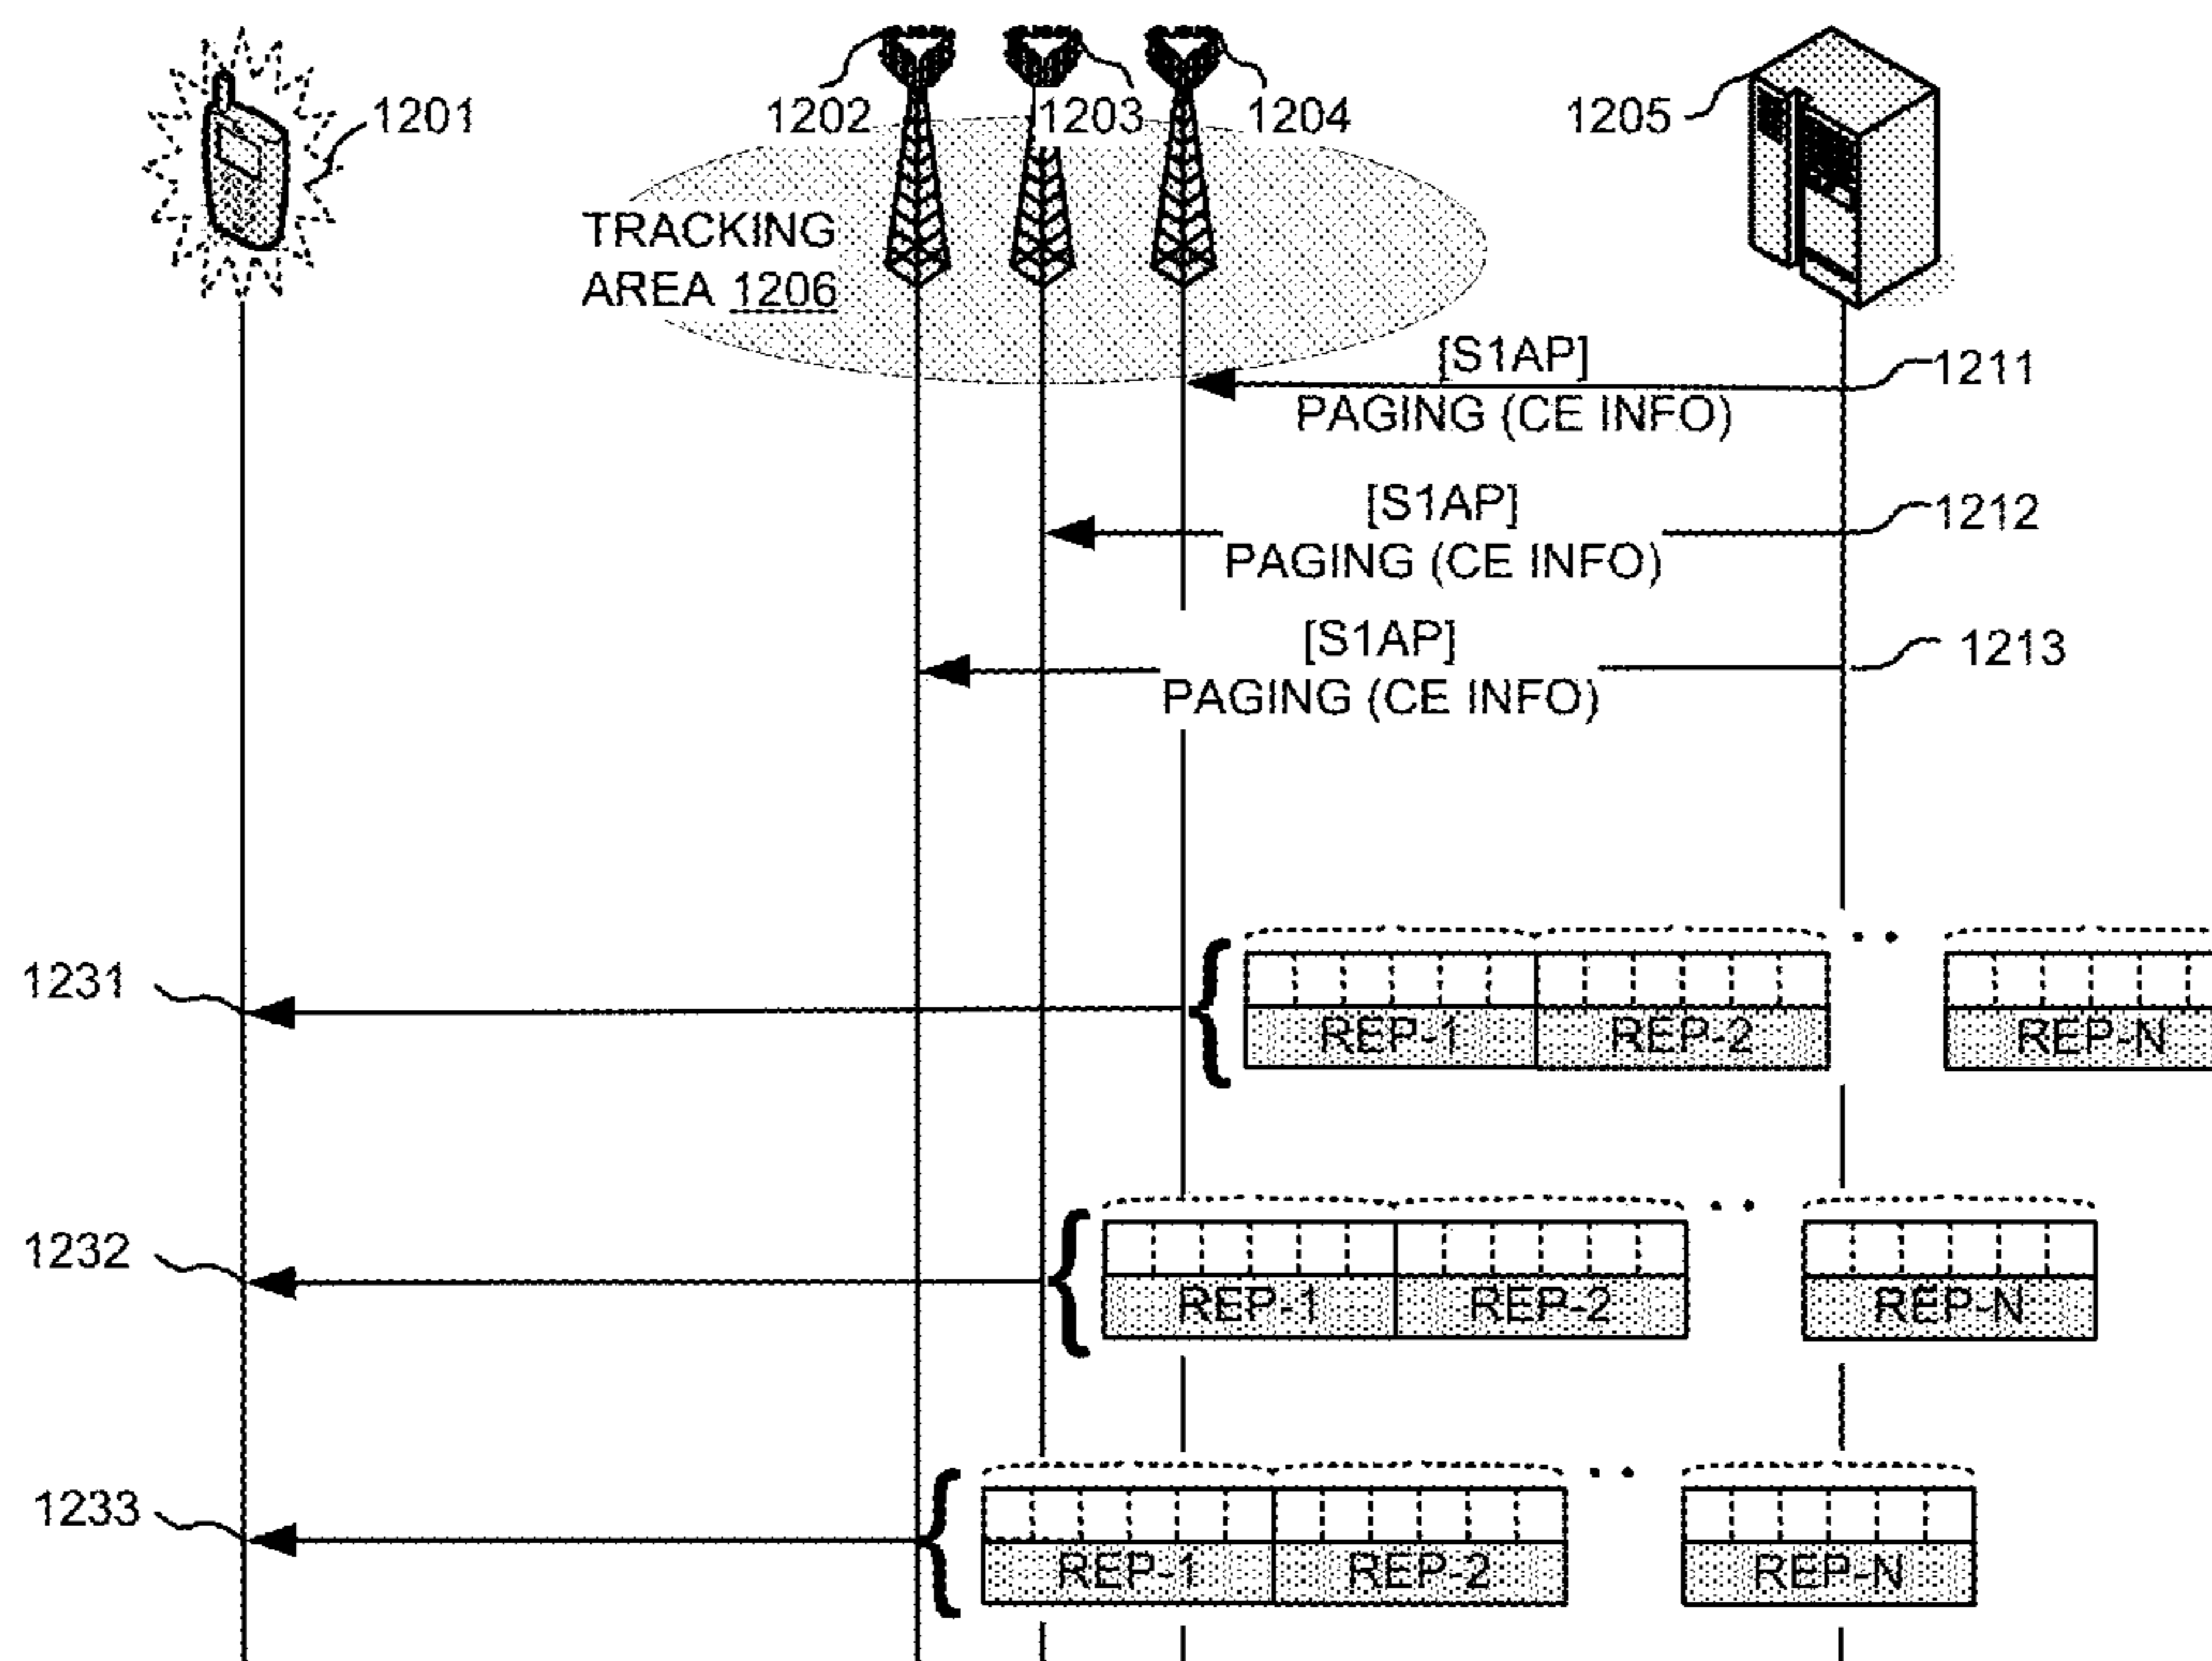 1201
1202
1203
1204
1205
TRACKING
AREA 1206
[S1AP]
PAGING (CE INFO)
1211
[S1AP]
PAGING (CE INFO)
1212
[S1AP]
PAGING (CE INFO)
1213
1231
REP-1 REP-2 REP-N
1232
REP-1 REP-2 REP-N
1233
REP-1 REP-2 REP-N